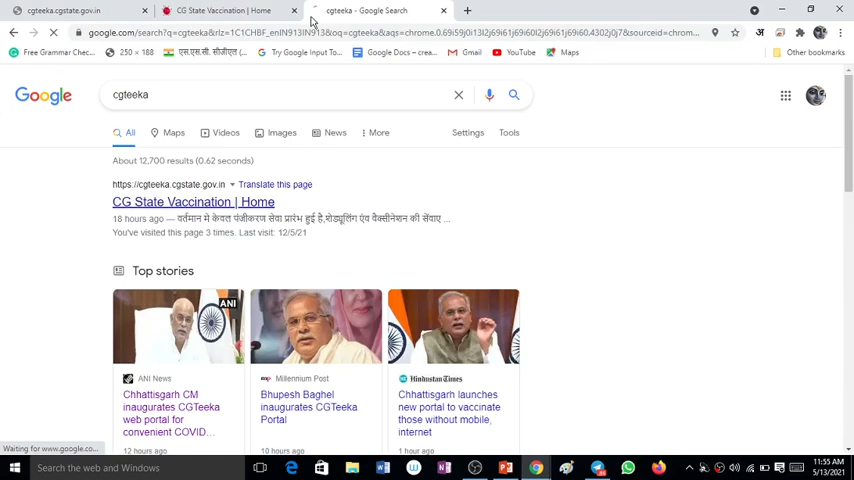 cgteeka.cgstate.gov.in
CG State Vaccination | Home
cgteeka - Google Search
google.com/search?q=cgteeka&rlz=1C1CHBF_enIN913IN913&oq=cgteeka&aqs=chrome.0.69i59j0i13l2j69i61j69i60l2j69i61j69i60.4302j0j7&sourceid=chrom...
Free Grammar Chec...
250 × 188
एस.एस.सी. सीजीएल (...
Try Google Input To...
Google Docs – crea...
Gmail
YouTube
Maps
Other bookmarks
Google
cgteeka
All
Maps
Videos
Images
News
More
Settings
Tools
About 12,700 results (0.62 seconds)
https://cgteeka.cgstate.gov.in Translate this page
CG State Vaccination | Home
18 hours ago — वर्तमान मे केवल पंजीकरण सेवा प्रारंभ हुई है,शेड्यूलिंग एंव वैक्सीनेशन की सेंवाए ...
You've visited this page 3 times. Last visit: 12/5/21
Top stories
ANI
ANI News
Chhattisgarh CM
inaugurates CGTeeka
web portal for
convenient COVID...
12 hours ago
Millennium Post
Bhupesh Baghel
inaugurates CGTeeka
Portal
10 hours ago
Hindustan Times
Chhattisgarh launches
new portal to vaccinate
those without mobile,
internet
1 hour ago
Waiting for www.google.co...
Search the web and Windows
11:55 AM
5/13/2021